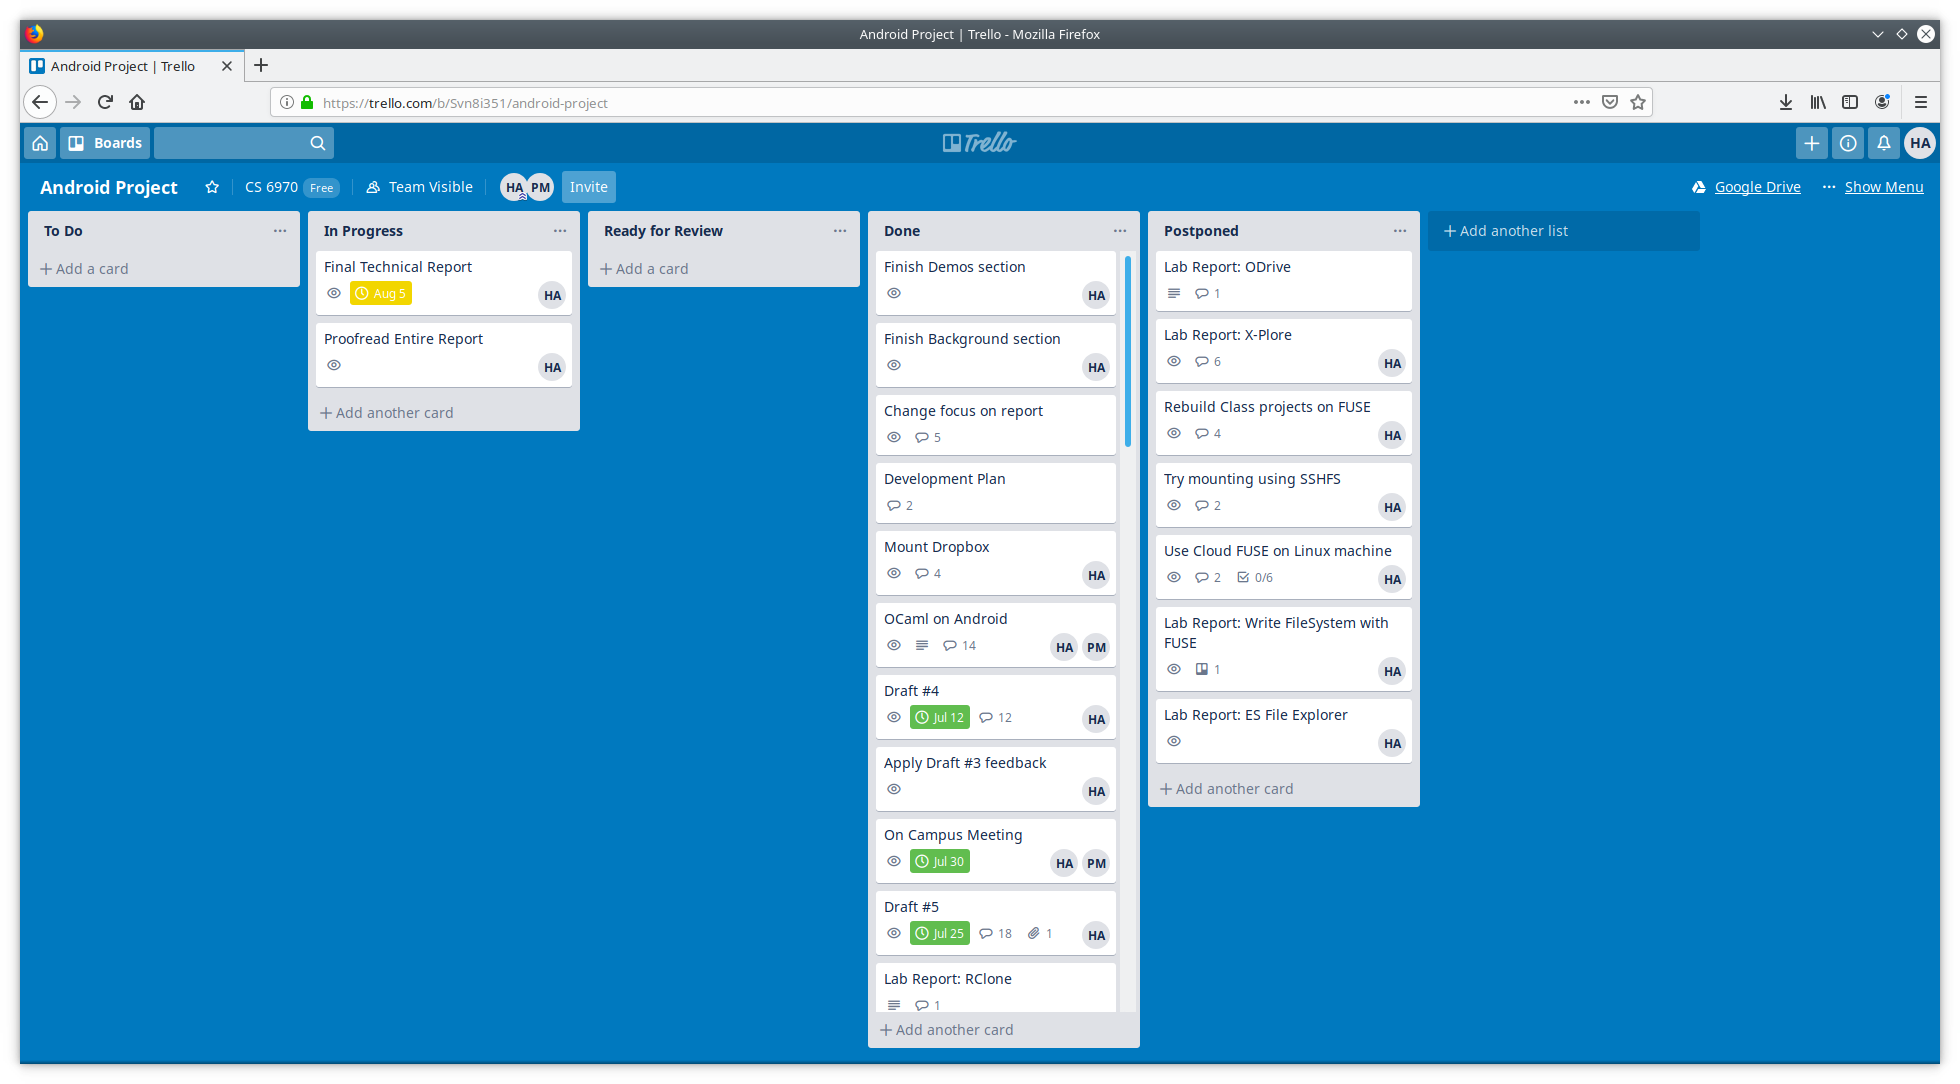 Android Project | Trello - Mozilla Firefox
Android Project | Trello
https://trello.com/b/Svn8i351/android-project
Boards
Trello
HA
Android Project
CS 6970 Free
Team Visible
HA PM
Invite
Google Drive
Show Menu
To Do
Add a card
In Progress
Final Technical Report
Aug 5
HA
Proofread Entire Report
HA
Add another card
Ready for Review
Add a card
Done
Finish Demos section
HA
Finish Background section
HA
Change focus on report
5
Development Plan
2
Mount Dropbox
4
HA
OCaml on Android
14
HA PM
Draft #4
Jul 12 12
HA
Apply Draft #3 feedback
HA
On Campus Meeting
Jul 30
HA PM
Draft #5
Jul 25 18 1
HA
Lab Report: RClone
1
Add another card
Postponed
Lab Report: ODrive
1
Lab Report: X-Plore
6
HA
Rebuild Class projects on FUSE
4
HA
Try mounting using SSHFS
2
HA
Use Cloud FUSE on Linux machine
2 0/6
HA
Lab Report: Write FileSystem with
FUSE
1
HA
Lab Report: ES File Explorer
HA
Add another card
Add another list